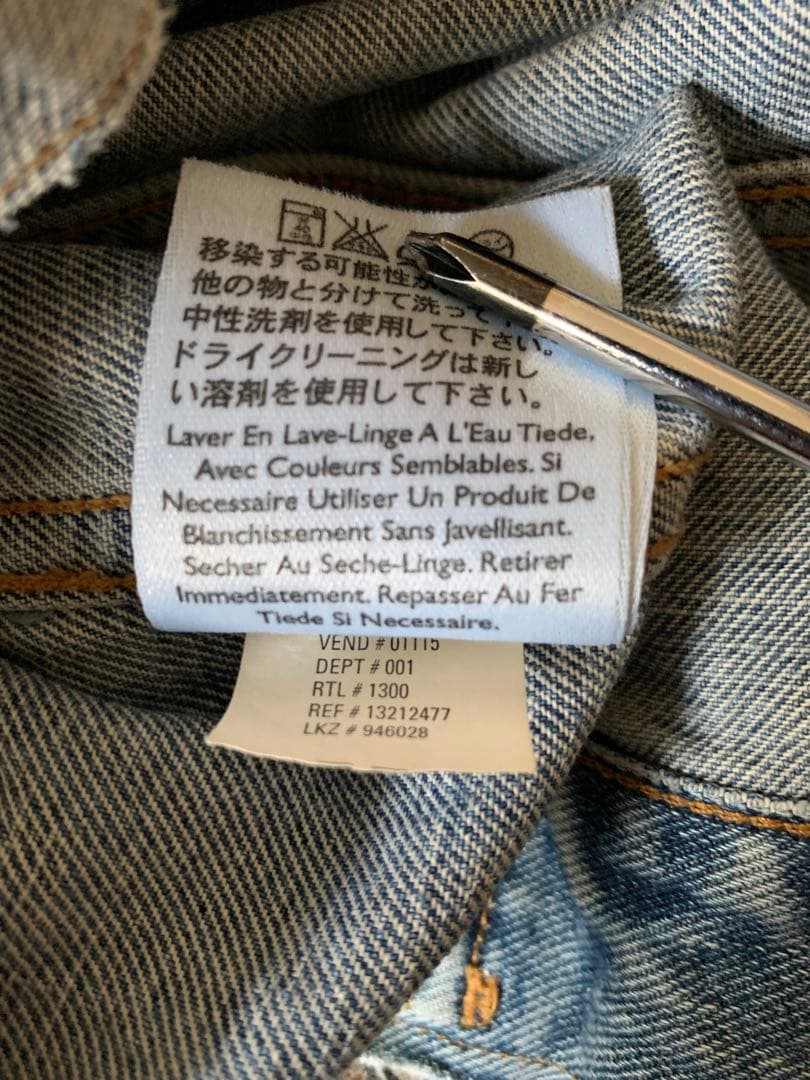 移染する可能性が
他の物と分けて洗って下さい。
中性洗剤を使用して下さい。
ドライクリーニングは新し
い溶剤を使用して下さい。
Laver En Lave-Linge A L'Eau Tiede,
Avec Couleurs Semblables. Si
Necessaire Utiliser Un Produit De
Blanchissement Sans Javellisant.
Secher Au Seche-Linge. Retirer
Immediatement. Repasser Au Fer
Tiede Si Necessaire.
VEND # 01115
DEPT # 001
RTL # 1300
REF # 13212477
LKZ # 946028